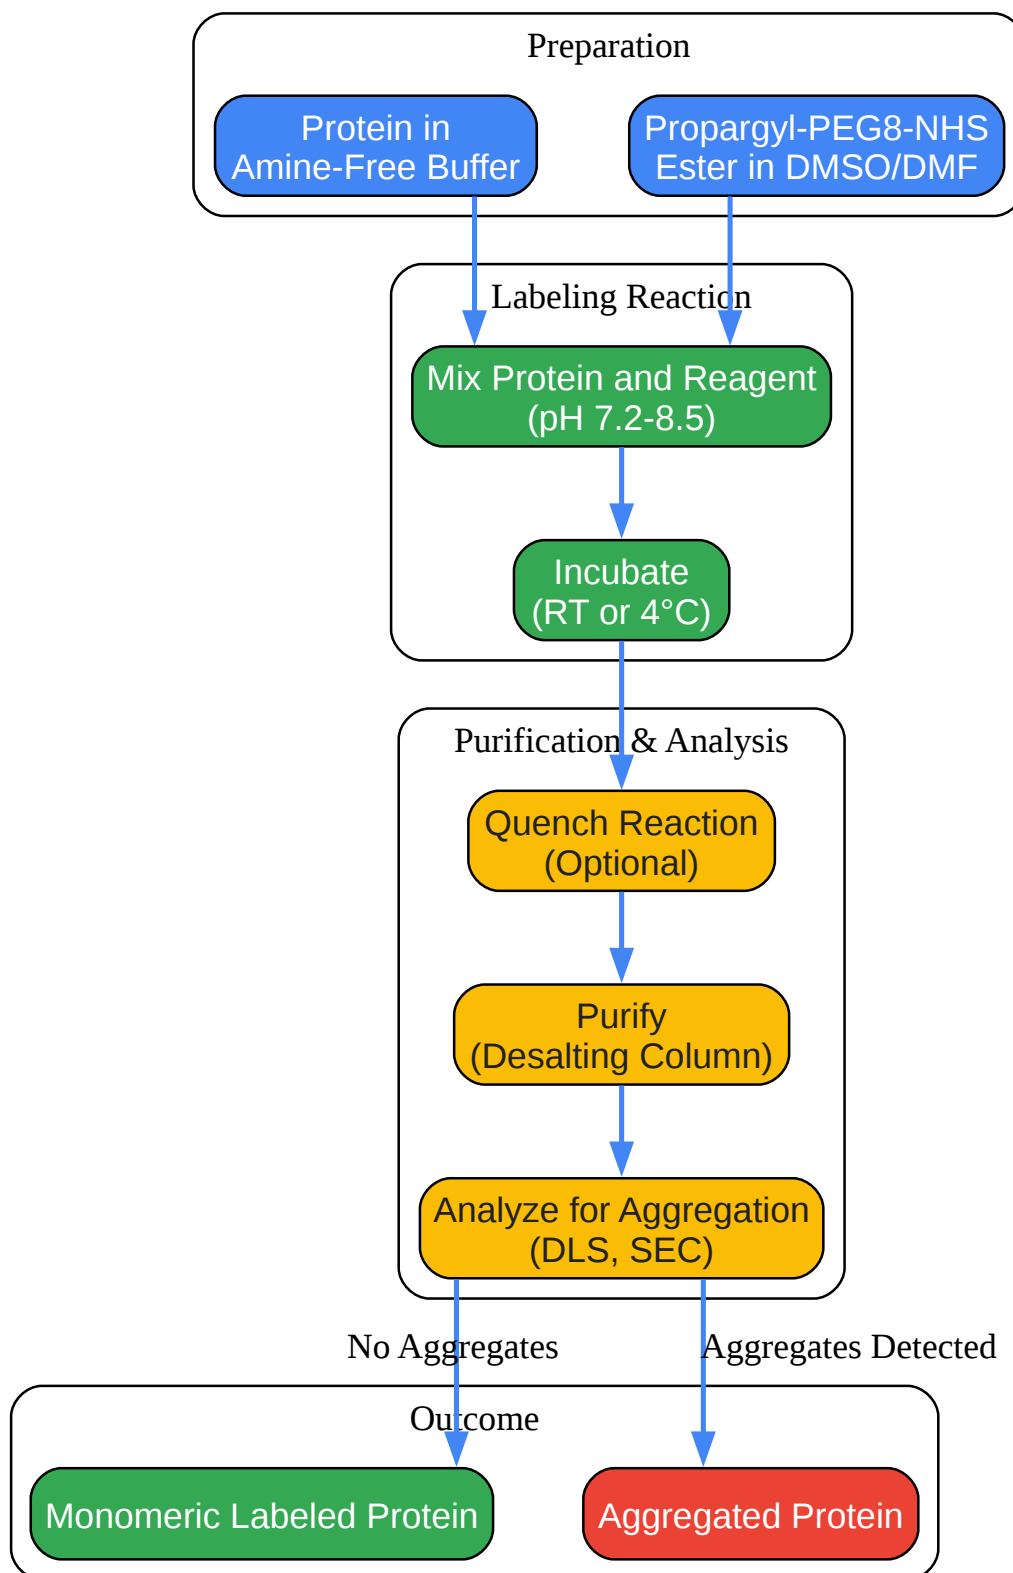 Preparation
Protein in
Amine-Free Buffer
Propargyl-PEG8-NHS
Ester in DMSO/DMF
Labeling Reaction
Mix Protein and Reagent
(pH 7.2-8.5)
Incubate
(RT or 4°C)
Purification & Analysis
Quench Reaction
(Optional)
Purify
(Desalting Column)
Analyze for Aggregation
(DLS, SEC)
No Aggregates
Aggregates Detected
Outcome
Monomeric Labeled Protein
Aggregated Protein